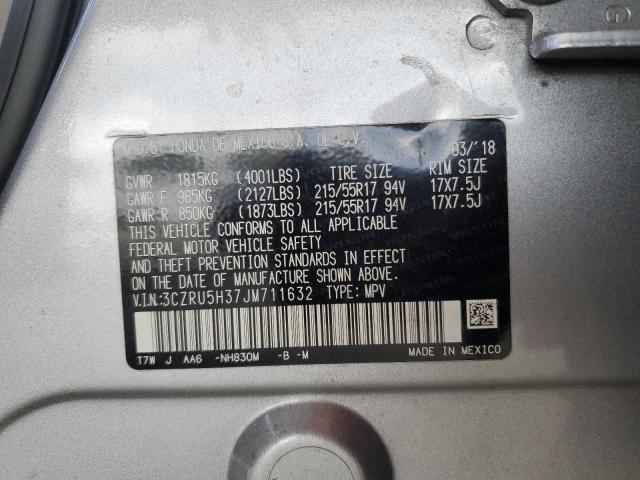 MFD. BY HONDA DE MEXICO S.A. DE C.V. 03/'18
GVWR 1815KG (4001LBS) TIRE SIZE RIM SIZE
GAWR F 965KG (2127LBS) 215/55R17 94V 17X7.5J
GAWR R 850KG (1873LBS) 215/55R17 94V 17X7.5J
THIS VEHICLE CONFORMS TO ALL APPLICABLE
FEDERAL MOTOR VEHICLE SAFETY
AND THEFT PREVENTION STANDARDS IN EFFECT
ON THE DATE OF MANUFACTURE SHOWN ABOVE.
V.I.N:3CZRU5H37JM711632 TYPE: MPV
T7W J AA6 -NH830M -B -M
MADE IN MEXICO